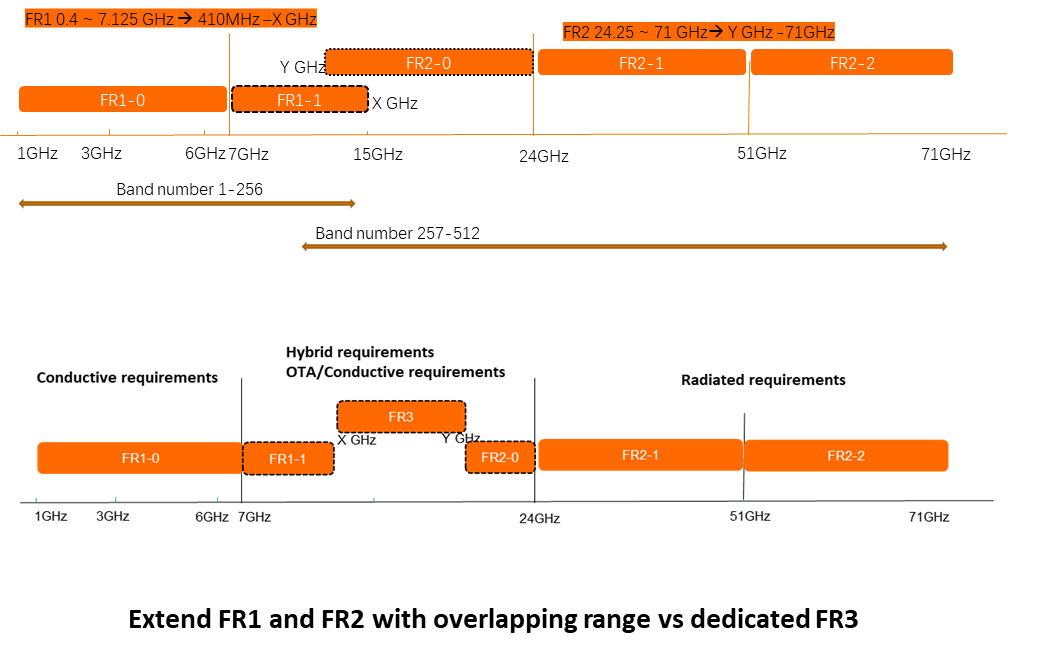 FR1 0.4 ~ 7.125 GHz → 410MHz –X GHz
FR2 24.25 ~ 71 GHz→ Y GHz -71GHz
Y GHz
FR2-0
FR2-1
FR2-2
FR1-0
FR1-1
X GHz
1GHz
3GHz
6GHz
7GHz
15GHz
24GHz
51GHz
71GHz
Band number 1-256
Band number 257-512
Conductive requirements
Hybrid requirements
OTA/Conductive requirements
Radiated requirements
FR3
X GHz
Y GHz
FR1-0
FR1-1
FR2-0
FR2-1
FR2-2
1GHz
3GHz
6GHz
7GHz
24GHz
51GHz
71GHz
Extend FR1 and FR2 with overlapping range vs dedicated FR3